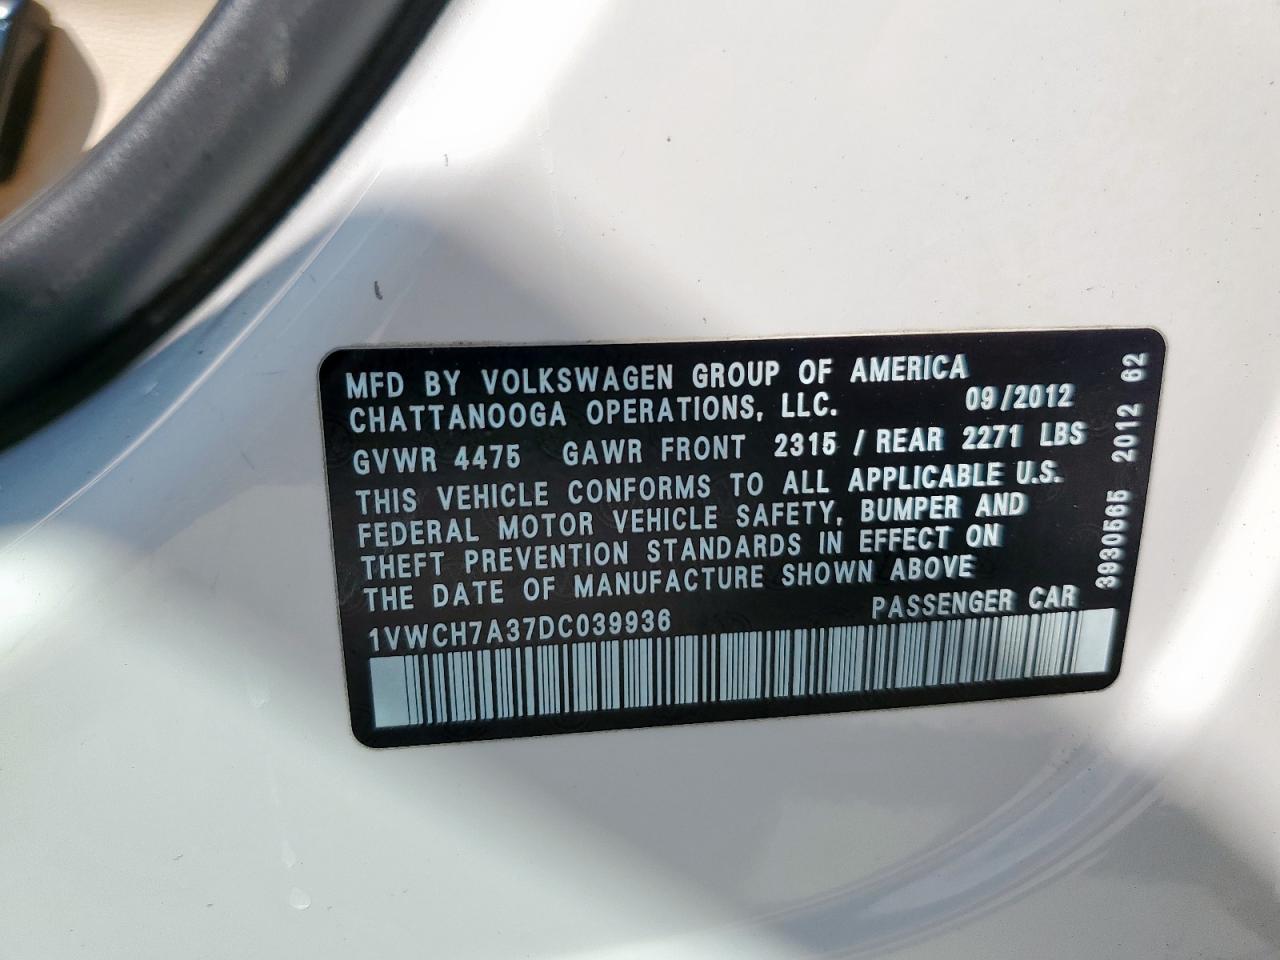 MFD BY VOLKSWAGEN GROUP OF AMERICA
CHATTANOOGA OPERATIONS, LLC. 09/2012
GVWR 4475 GAWR FRONT 2315 / REAR 2271 LBS
THIS VEHICLE CONFORMS TO ALL APPLICABLE U.S.
FEDERAL MOTOR VEHICLE SAFETY, BUMPER AND
THEFT PREVENTION STANDARDS IN EFFECT ON
THE DATE OF MANUFACTURE SHOWN ABOVE
1VWCH7A37DC039936 PASSENGER CAR
3930565 2012 62